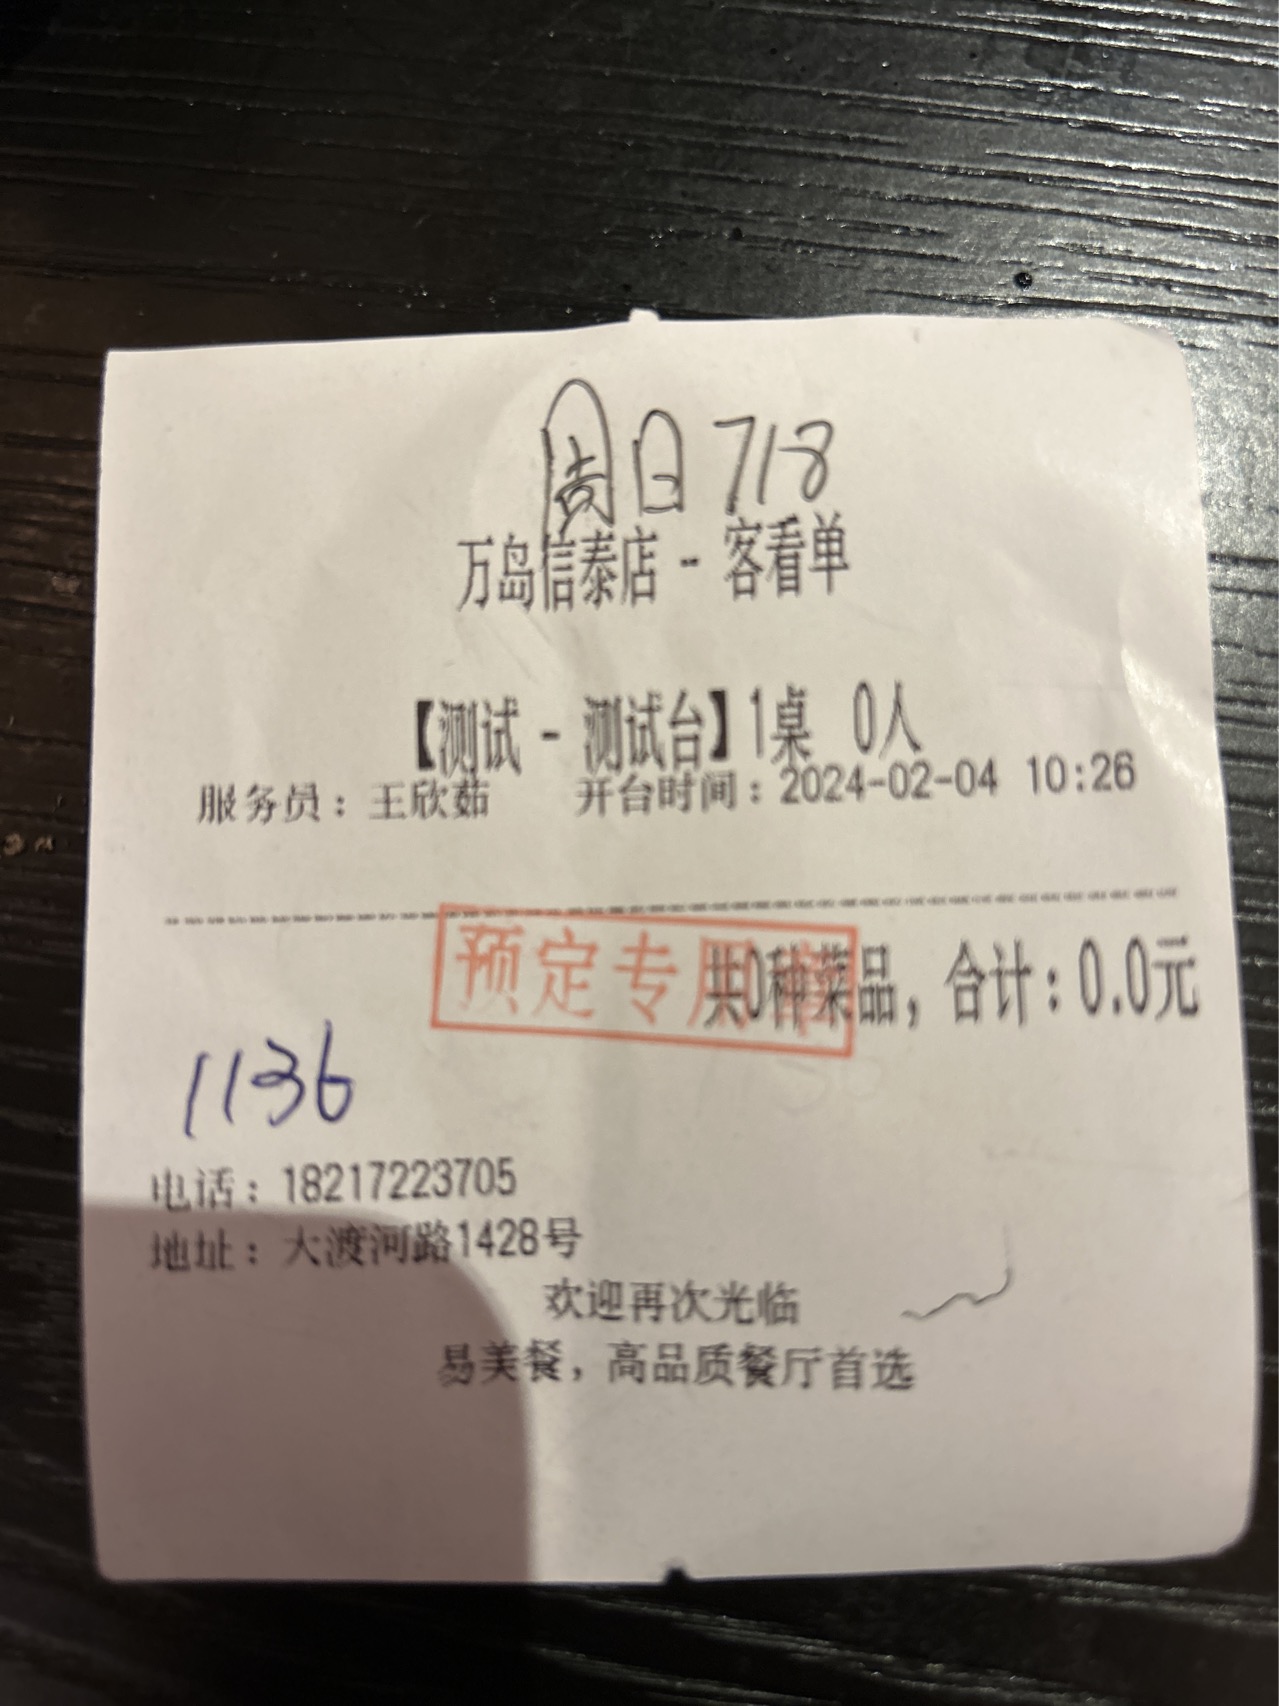 周日 718
万岛信泰店 - 客看单
【测试 - 测试台】1桌 0人
服务员：王欣茹 开台时间：2024-02-04 10:26
预定专用章
共0种菜品，合计：0.0元
1136
电话：18217223705
地址：大渡河路1428号
欢迎再次光临
易美餐，高品质餐厅首选